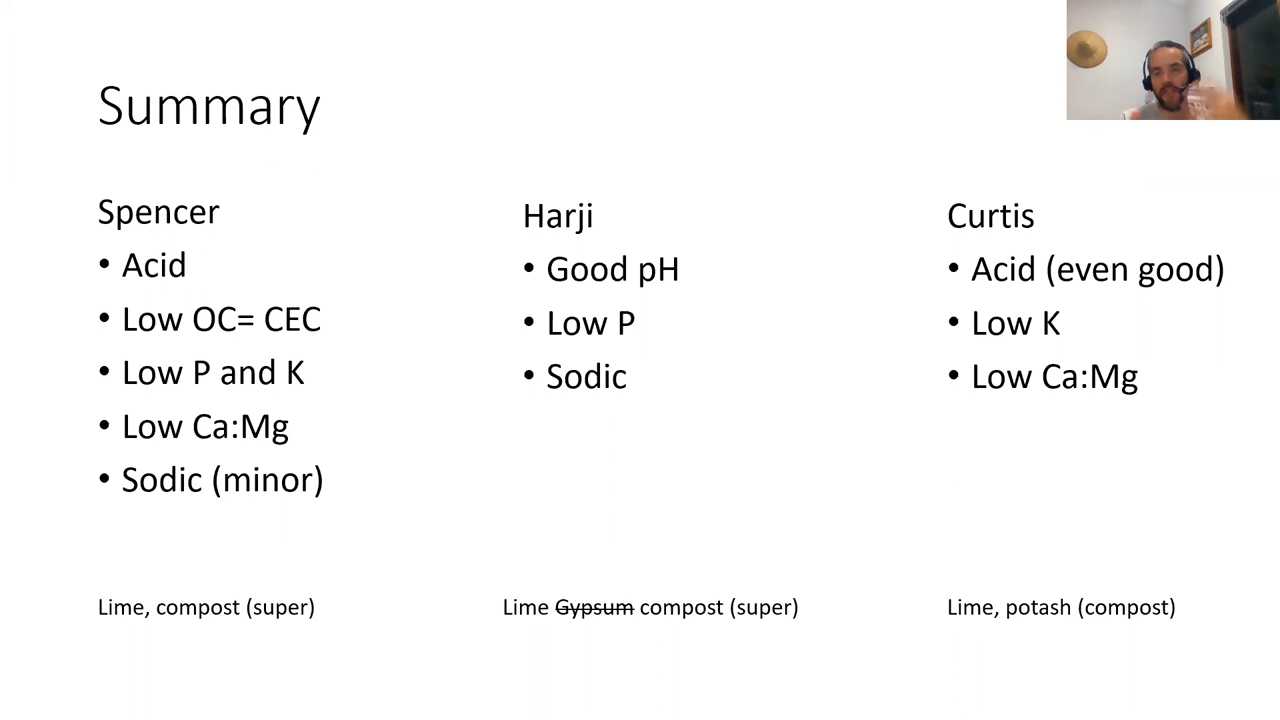 Summary
Spencer
• Acid
• Low OC= CEC
• Low P and K
• Low Ca:Mg
• Sodic (minor)
Lime, compost (super)
Harji
• Good pH
• Low P
• Sodic
Lime Gypsum compost (super)
Curtis
• Acid (even good)
• Low K
• Low Ca:Mg
Lime, potash (compost)